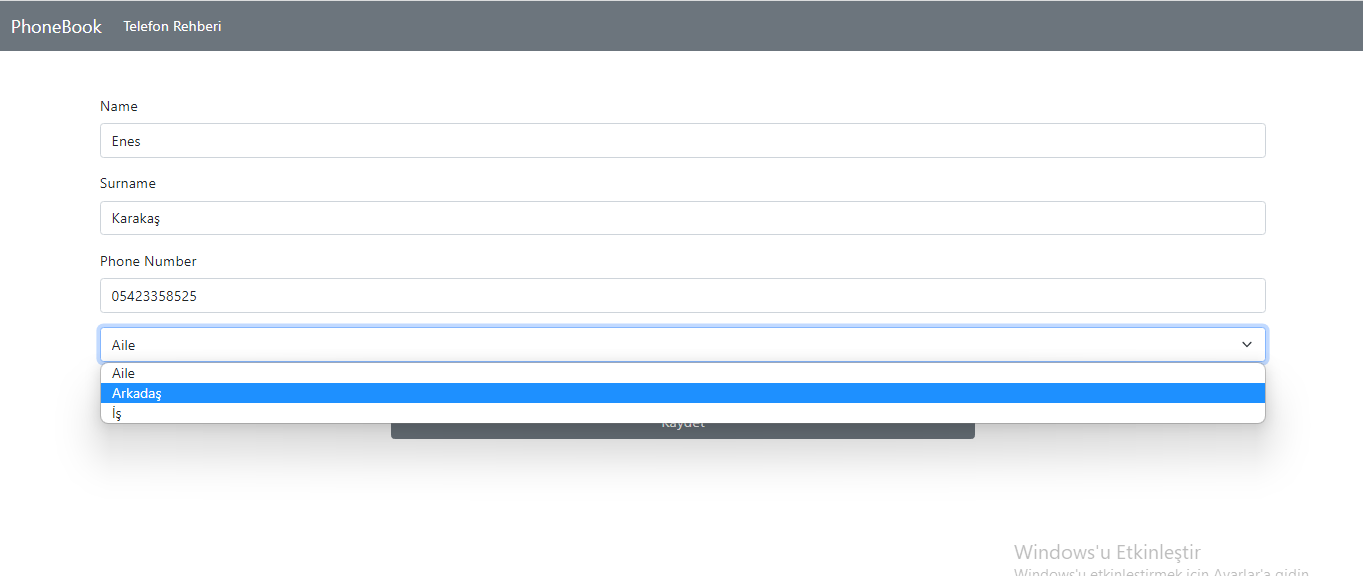 PhoneBook Telefon Rehberi
Name
Enes
Surname
Karakaş
Phone Number
05423358525
Aile
Aile
Arkadaş
İş
Kaydet
Windows'u Etkinleştir
Windows'u etkinleştirmek için Ayarlar'a gidin